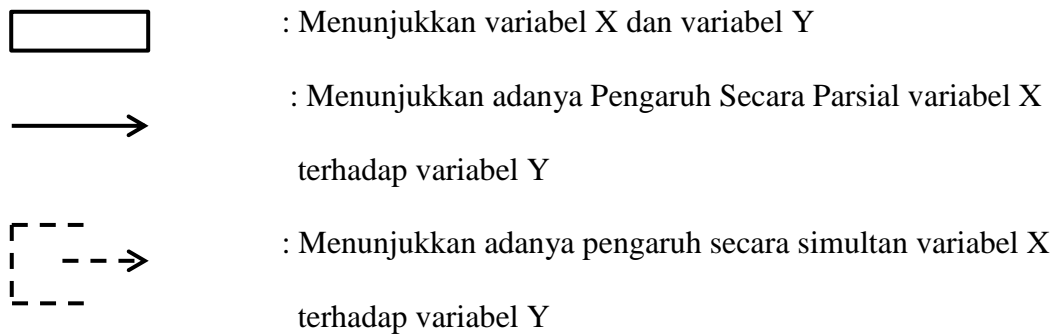 : Menunjukkan variabel X dan variabel Y
: Menunjukkan adanya Pengaruh Secara Parsial variabel X
terhadap variabel Y
: Menunjukkan adanya pengaruh secara simultan variabel X
terhadap variabel Y